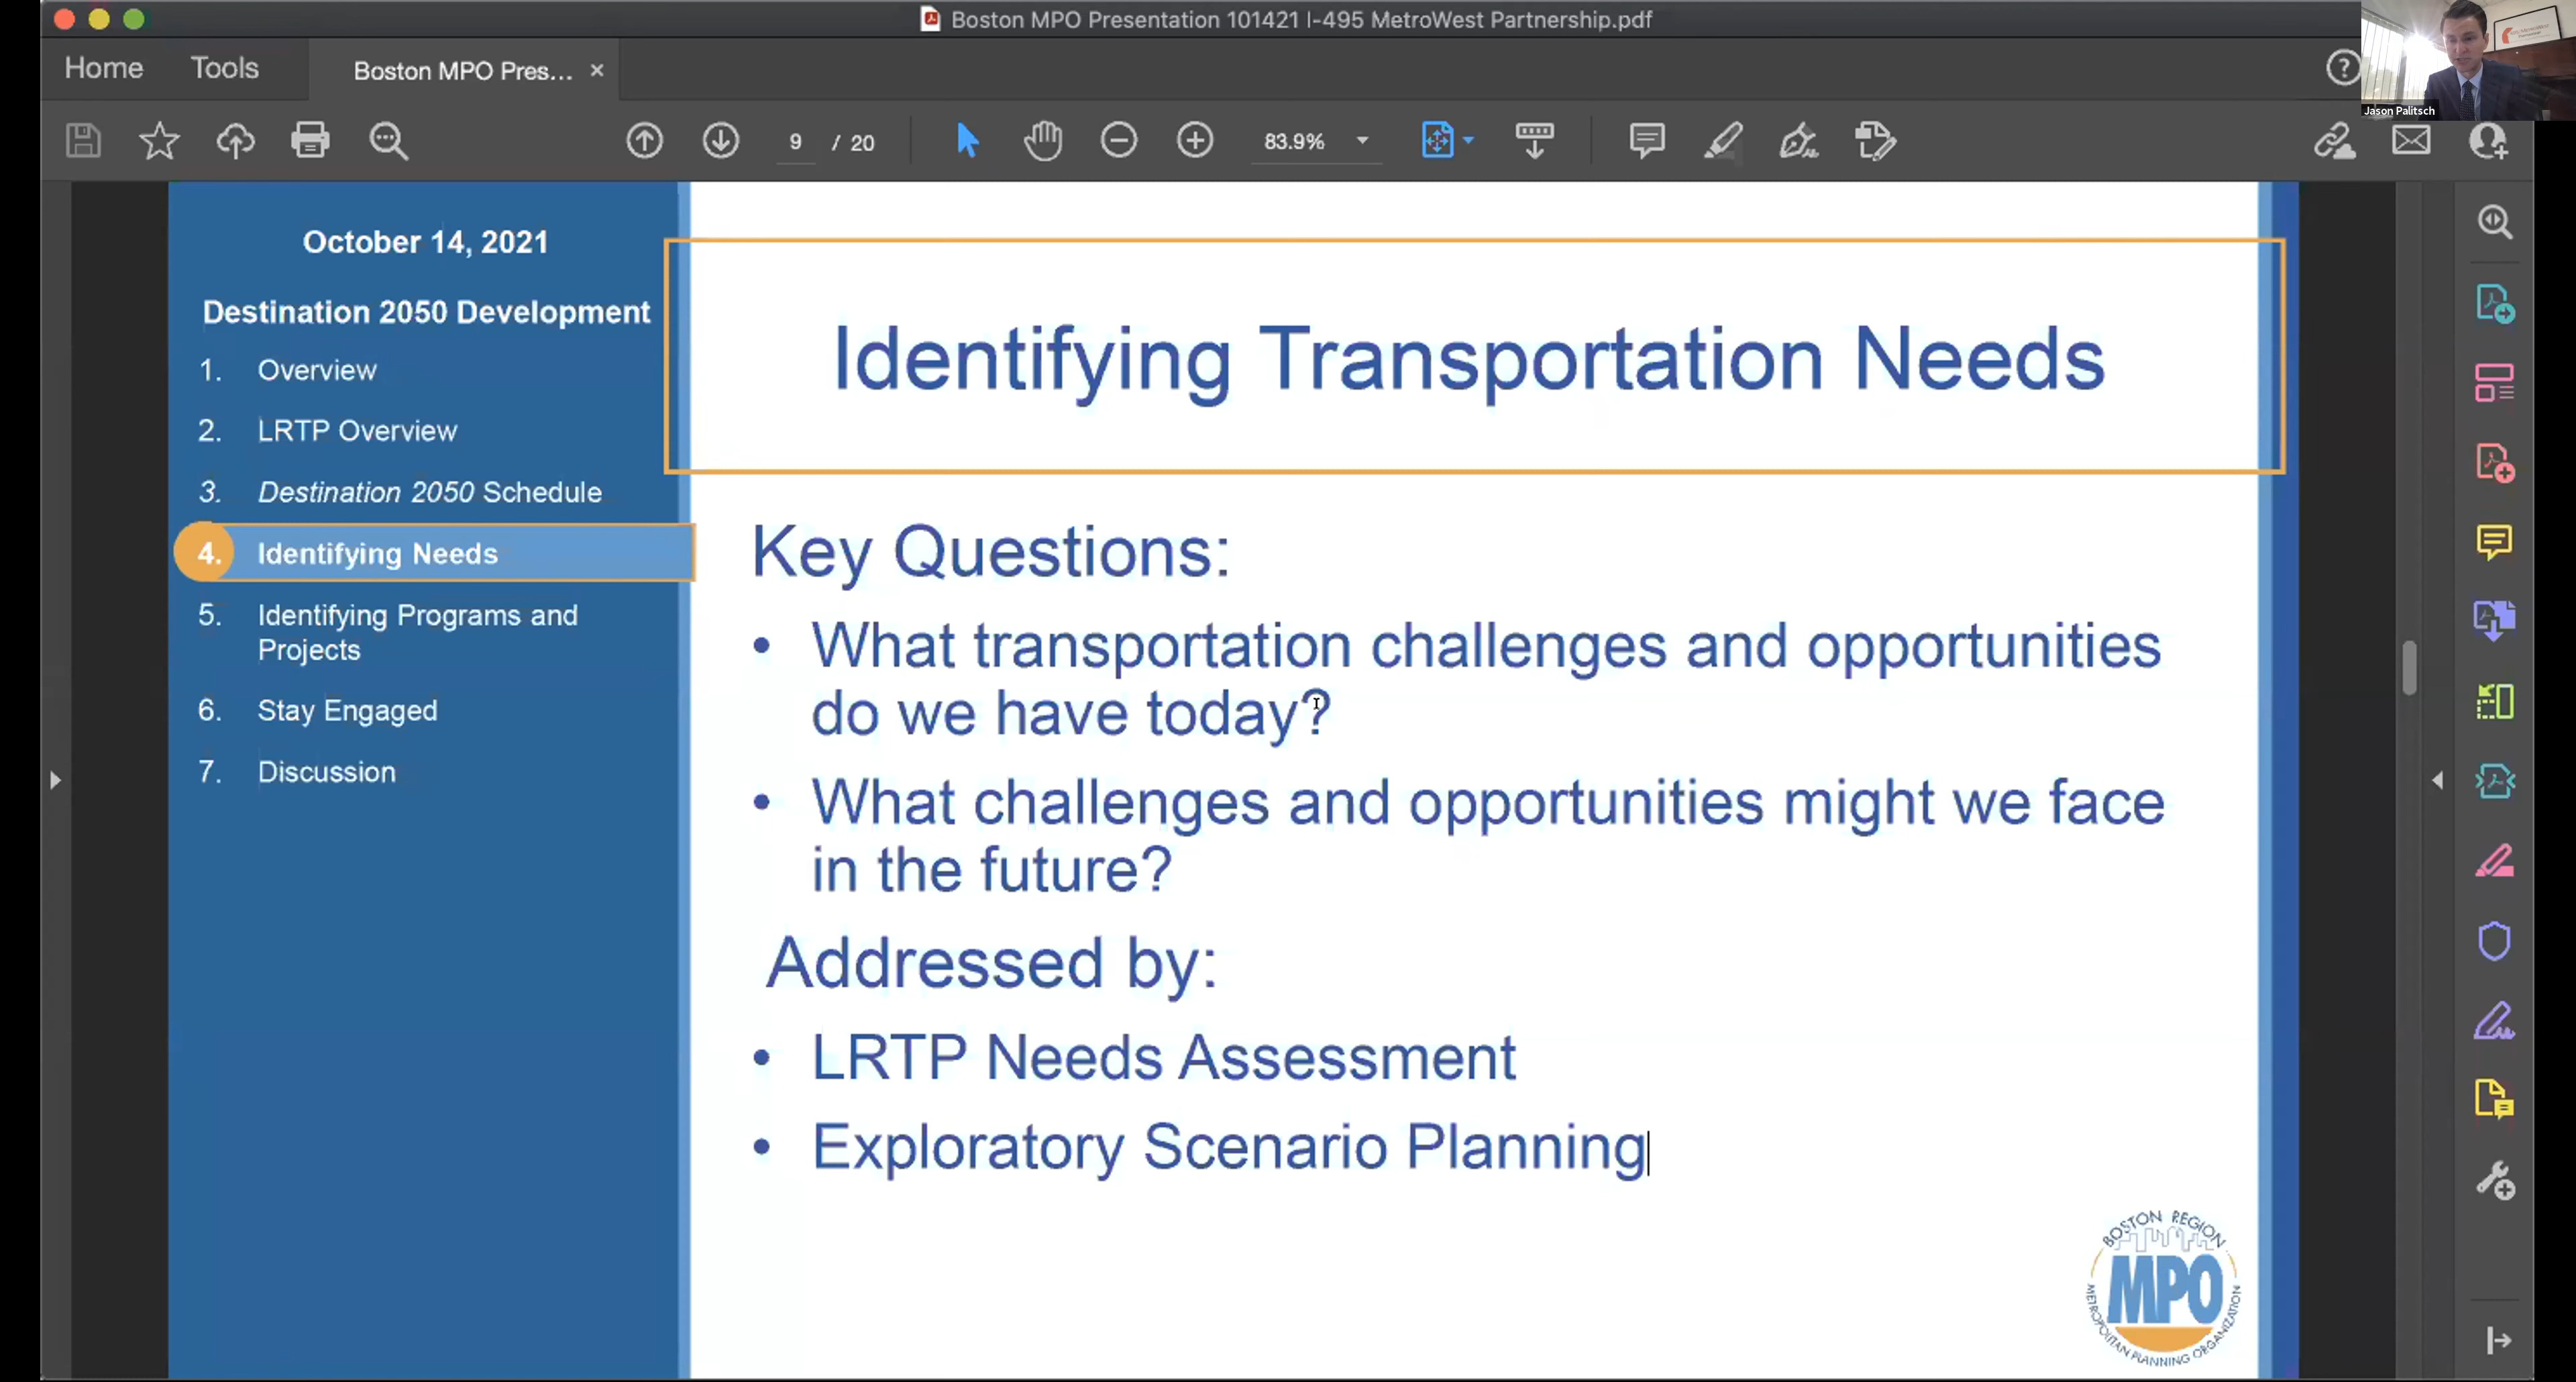 Boston MPO Presentation 101421 I-495 MetroWest Partnership.pdf
Home
Tools
Boston MPO Pres...
Jason Palitsch
9
/ 20
83.9%
October 14, 2021
Destination 2050 Development
1. Overview
2. LRTP Overview
3. Destination 2050 Schedule
4. Identifying Needs
5. Identifying Programs and
Projects
6. Stay Engaged
7. Discussion
Identifying Transportation Needs
Key Questions:
• What transportation challenges and opportunities
do we have today?
• What challenges and opportunities might we face
in the future?
Addressed by:
• LRTP Needs Assessment
• Exploratory Scenario Planning
BOSTON REGION
MPO
METROPOLITAN PLANNING ORGANIZATION